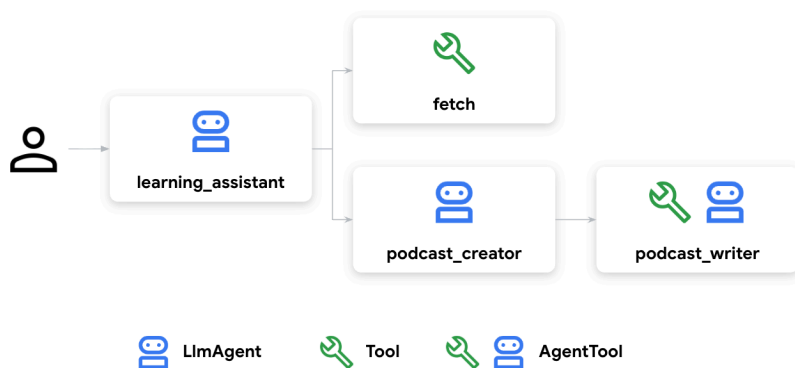 fetch
learning_assistant
podcast_creator
podcast_writer
LlmAgent
Tool
AgentTool